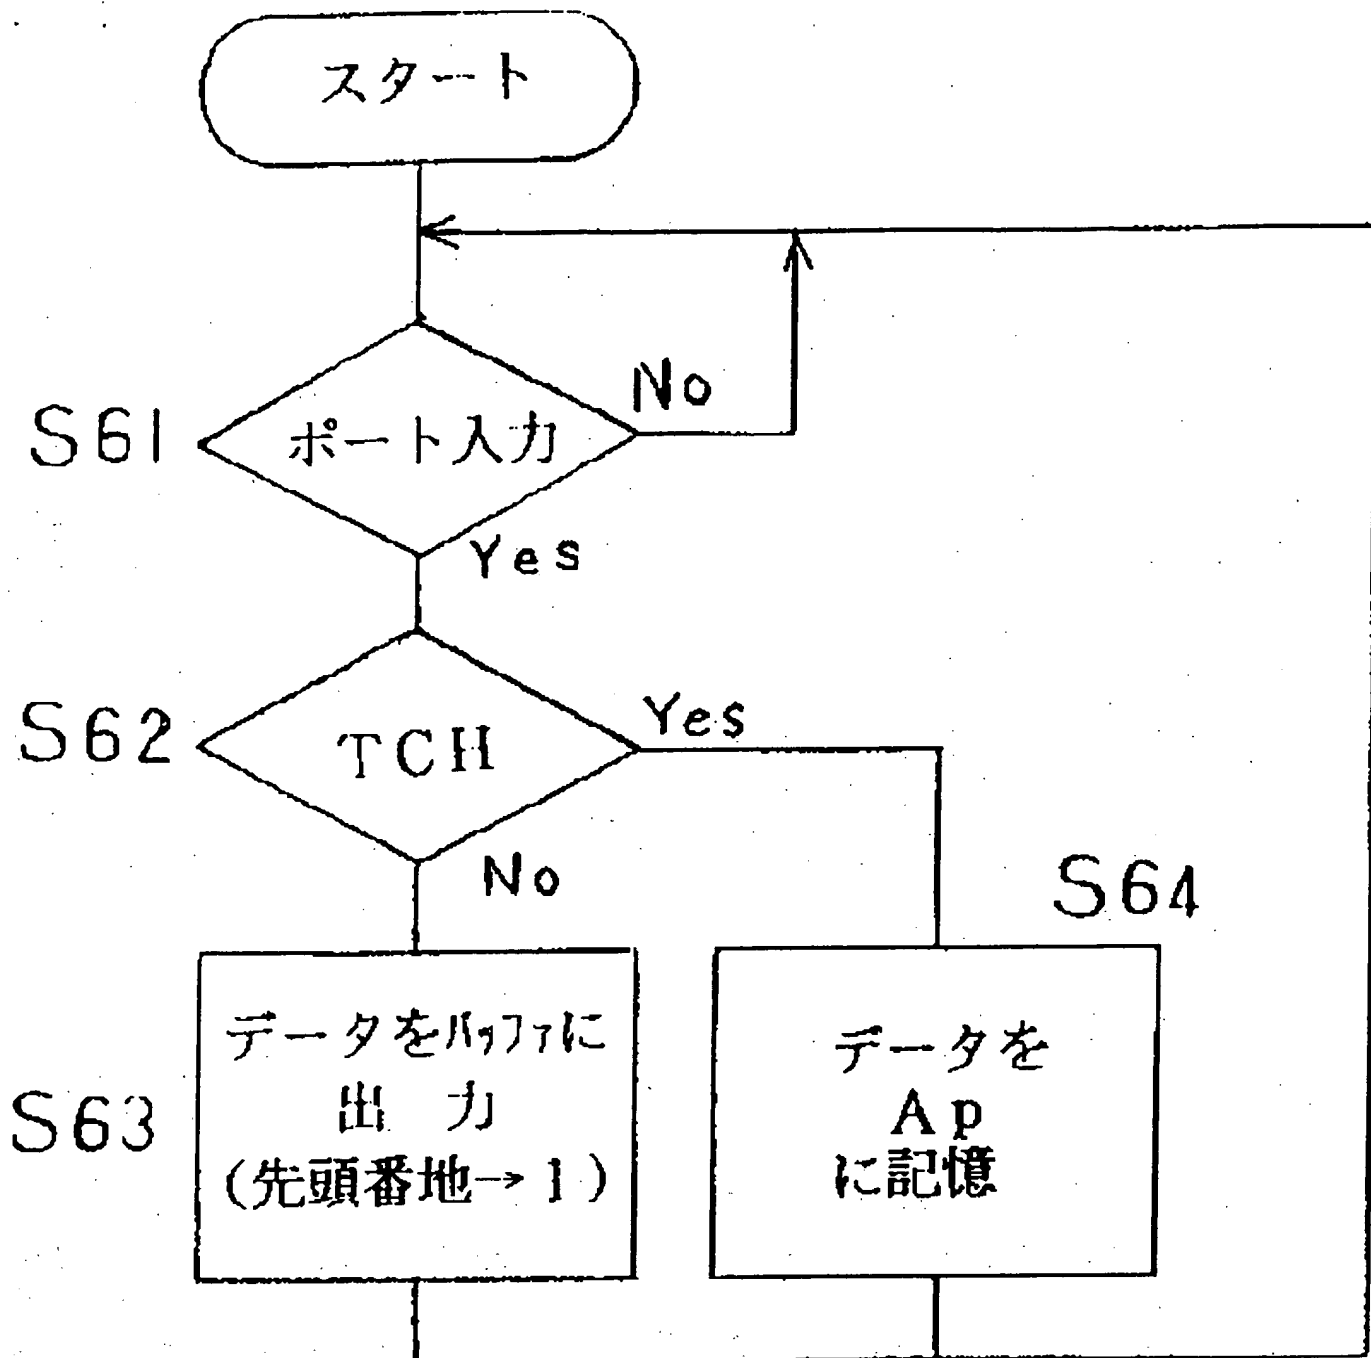 スタート
No
S61
ポート入力
Yes
S62
TCH
Yes
No
S64
S63
データをバッファに
出 力
(先頭番地→1)
データを
Ap
に記憶